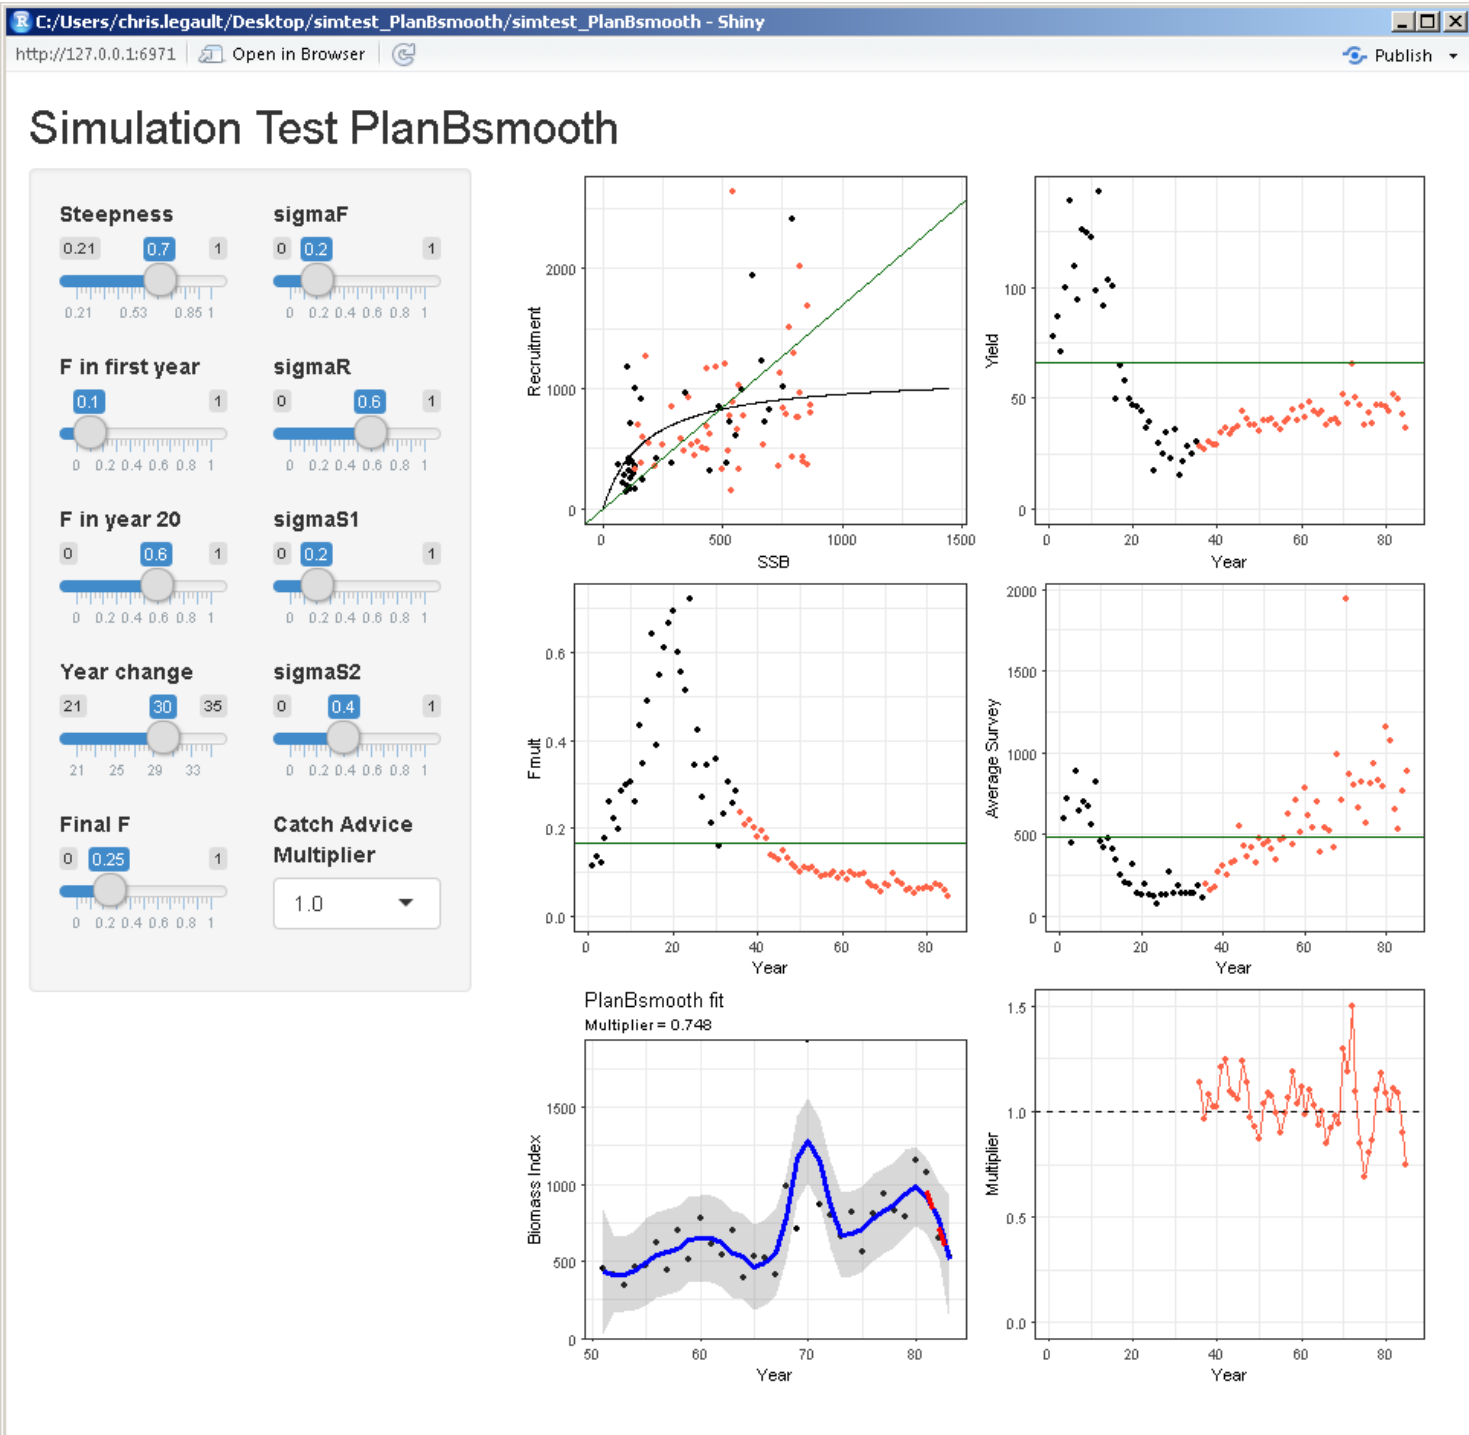 C:/Users/chris.legault/Desktop/simtest_PlanBsmooth/simtest_PlanBsmooth - Shiny
http://127.0.0.1:6971 Open in Browser Publish
Simulation Test PlanBsmooth
Steepness sigmaF
0.21 0.7 1 0 0.2 1
0.21 0.53 0.85 1 0 0.2 0.4 0.6 0.8 1
F in first year sigmaR
0.1 1 0 0.6 1
0 0.2 0.4 0.6 0.8 1 0 0.2 0.4 0.6 0.8 1
F in year 20 sigmaS1
0 0.6 1 0 0.2 1
0 0.2 0.4 0.6 0.8 1 0 0.2 0.4 0.6 0.8 1
Year change sigmaS2
21 30 35 0 0.4 1
21 25 29 33 0 0.2 0.4 0.6 0.8 1
Final F Catch Advice
Multiplier
0 0.25 1
1.0
0 0.2 0.4 0.6 0.8 1
Recruitment
2000
1000
0
0 500 1000 1500
SSB
Yield
100
50
0
0 20 40 60 80
Year
Fmult
0.6
0.4
0.2
0.0
0 20 40 60 80
Year
Average Survey
2000
1500
1000
500
0
0 20 40 60 80
Year
PlanBsmooth fit
Multiplier = 0.748
Biomass Index
1500
1000
500
0
50 60 70 80
Year
Multiplier
1.5
1.0
0.5
0.0
0 20 40 60 80
Year